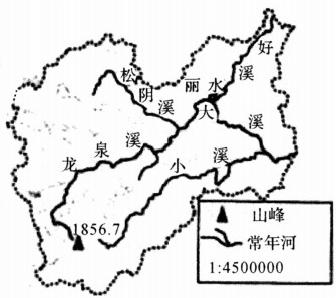 好溪
丽水
松阴溪
大溪
龙泉溪
小溪
1856.7
山峰
常年河
1:4500000